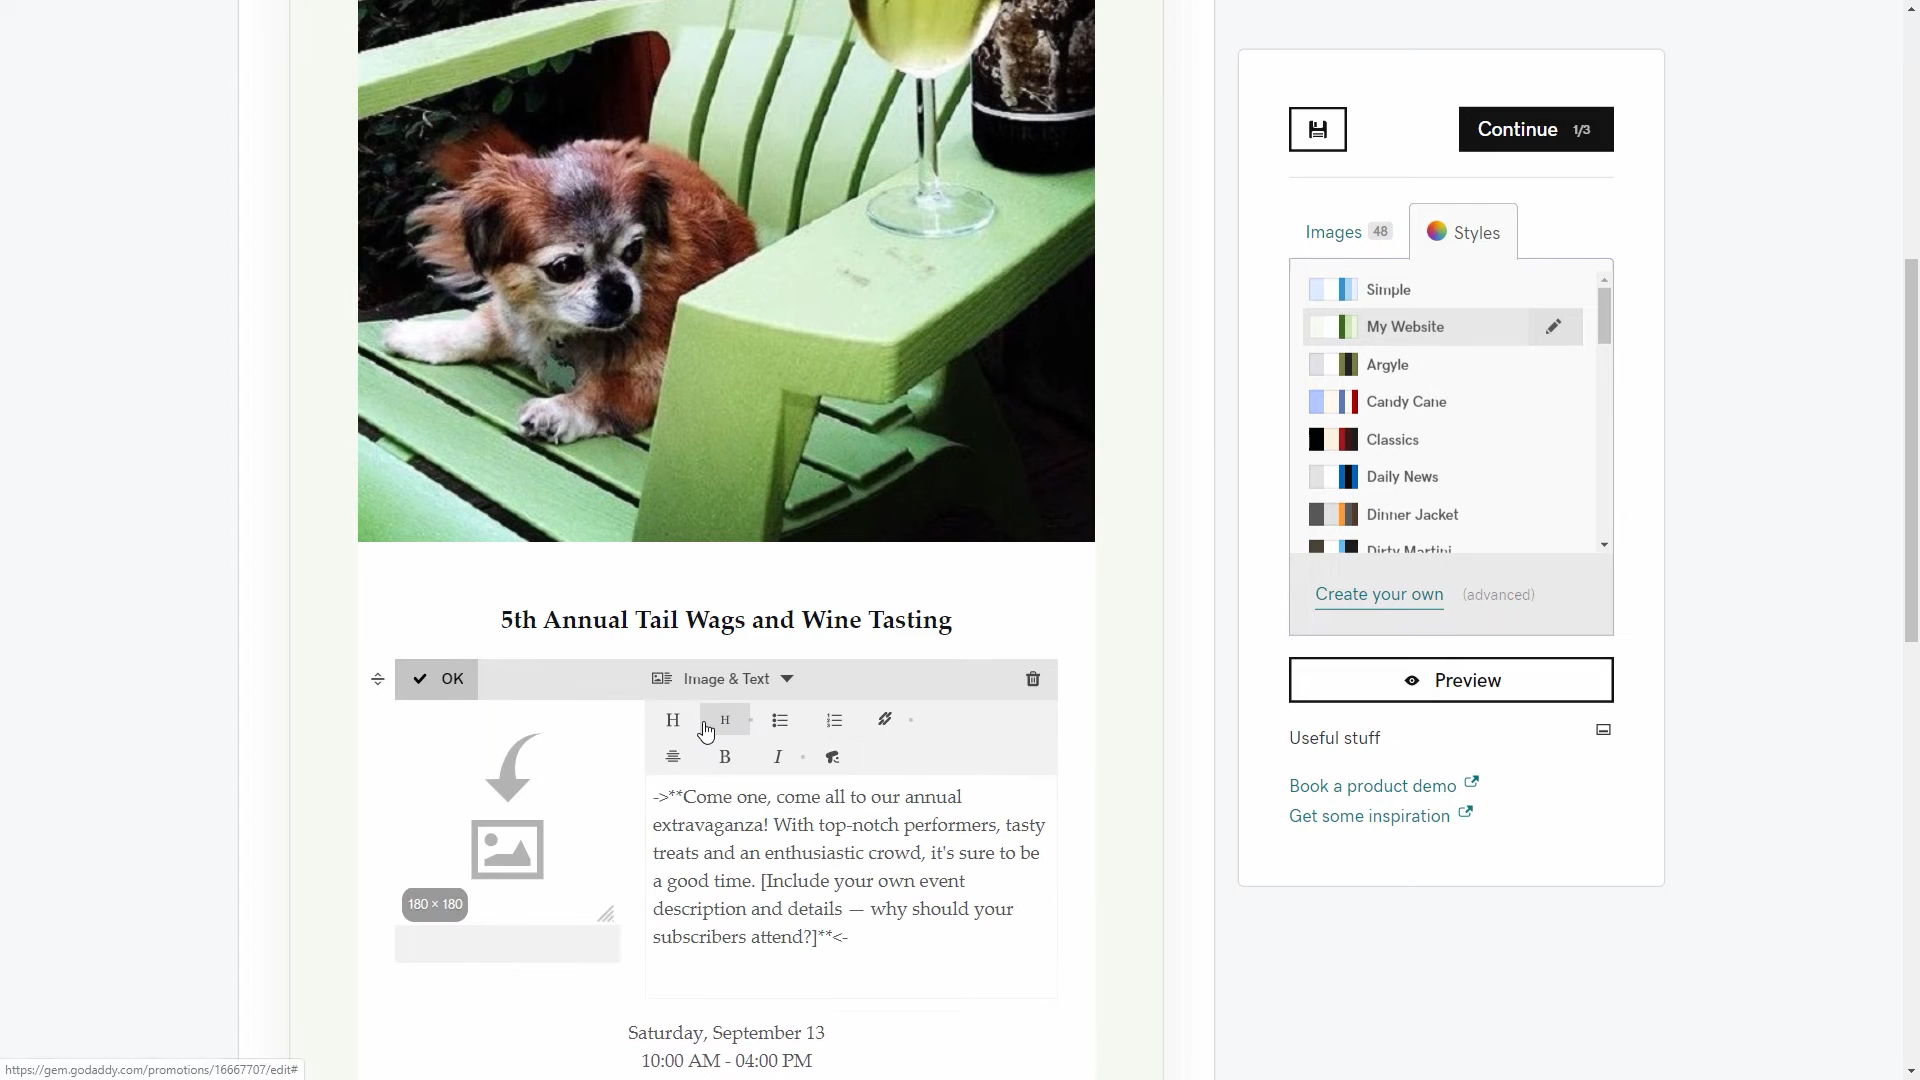 Continue 1/3
Images 48
Styles
Simple
My Website
Argyle
Candy Cane
Classics
Daily News
Dinner Jacket
Dirty Martini
Create your own (advanced)
Preview
Useful stuff
Book a product demo
Get some inspiration
5th Annual Tail Wags and Wine Tasting
OK
Image & Text
H H
B I
->**Come one, come all to our annual
extravaganza! With top-notch performers, tasty
treats and an enthusiastic crowd, it's sure to be
a good time. [Include your own event
description and details — why should your
subscribers attend?]**<-
180 × 180
Saturday, September 13
10:00 AM - 04:00 PM
https://gem.godaddy.com/promotions/16667707/edit#